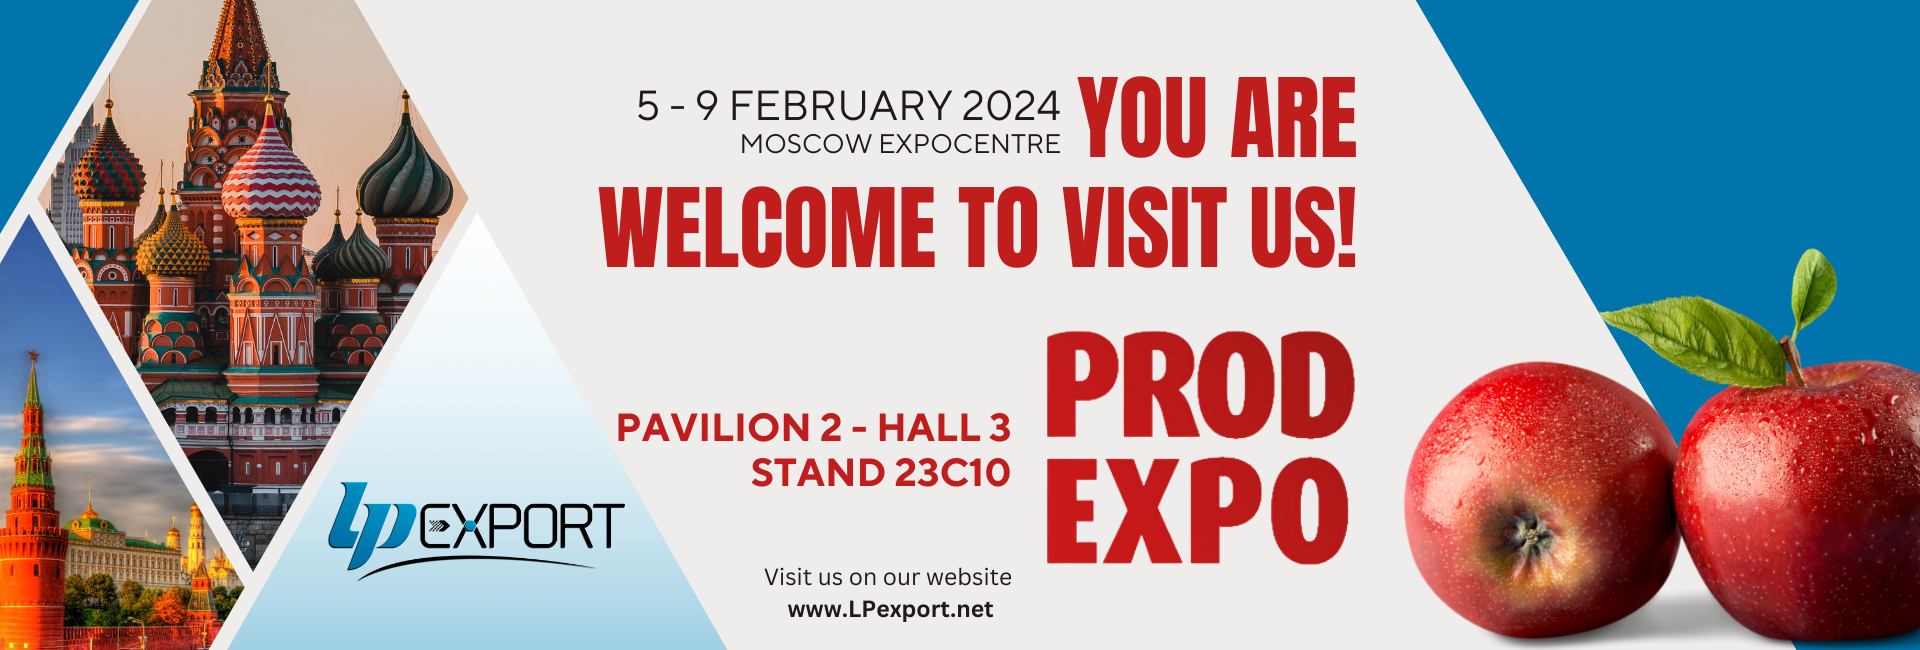 5 - 9 FEBRUARY 2024
MOSCOW EXPOCENTRE
YOU ARE
WELCOME TO VISIT US!
PROD
EXPO
PAVILION 2 - HALL 3
STAND 23C10
LP EXPORT
Visit us on our website
www.LPexport.net